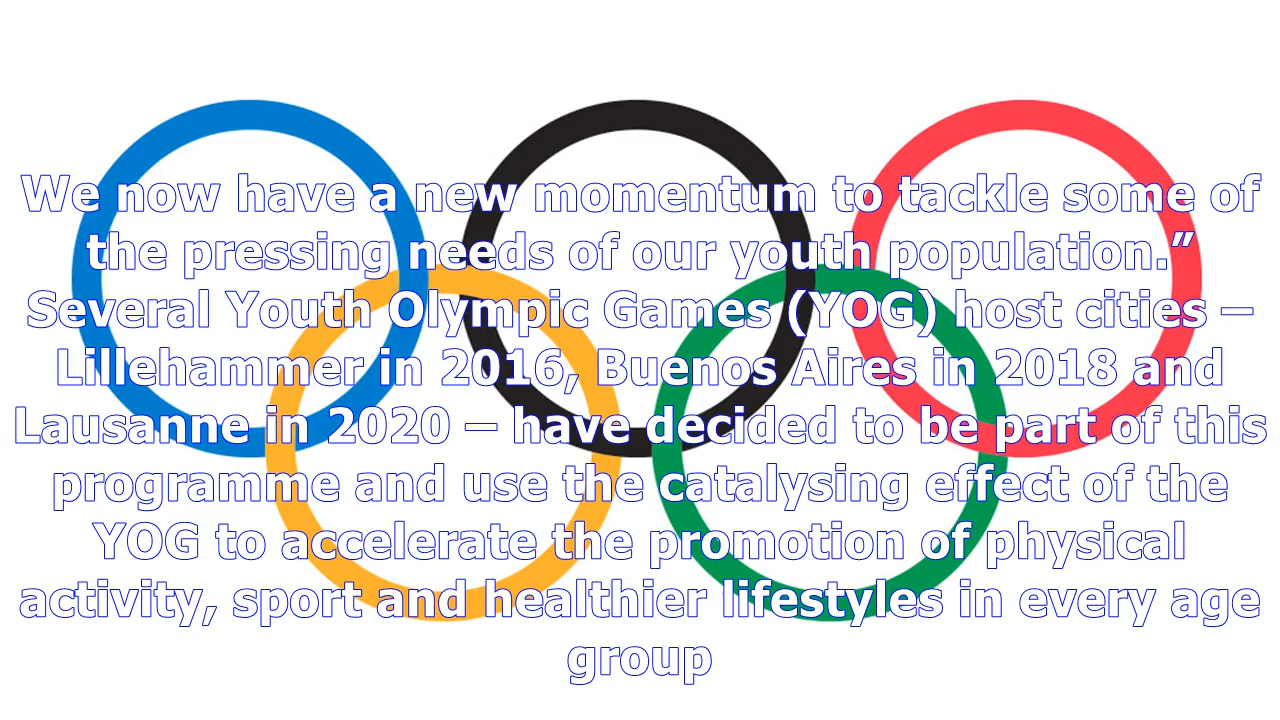 We now have a new momentum to tackle some of
the pressing needs of our youth population.”
Several Youth Olympic Games (YOG) host cities –
Lillehammer in 2016, Buenos Aires in 2018 and
Lausanne in 2020 – have decided to be part of this
programme and use the catalysing effect of the
YOG to accelerate the promotion of physical
activity, sport and healthier lifestyles in every age
group